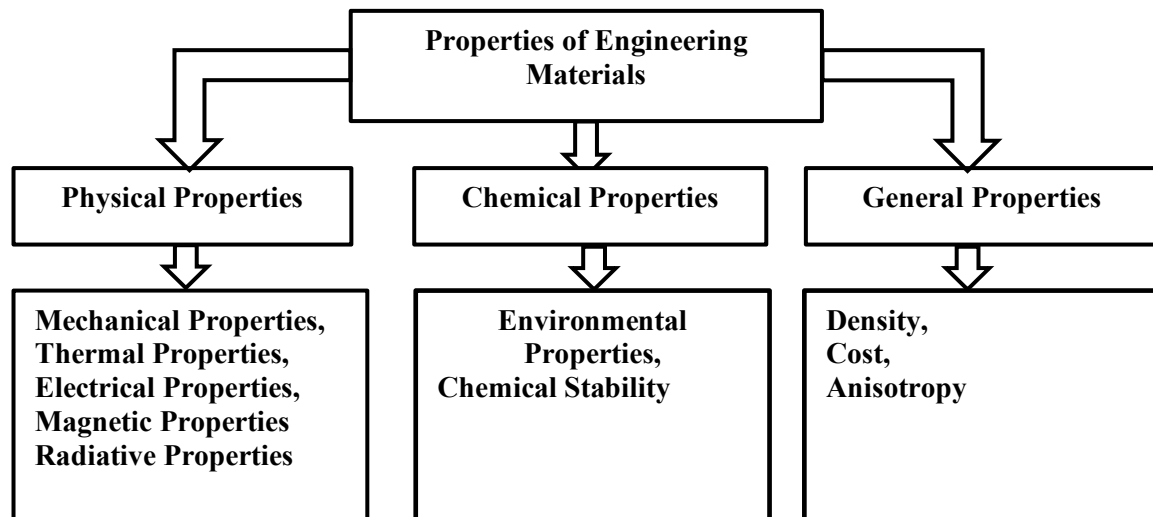 Properties of Engineering
Materials
Physical Properties
Chemical Properties
General Properties
Mechanical Properties,
Thermal Properties,
Electrical Properties,
Magnetic Properties
Radiative Properties
Environmental
Properties,
Chemical Stability
Density,
Cost,
Anisotropy